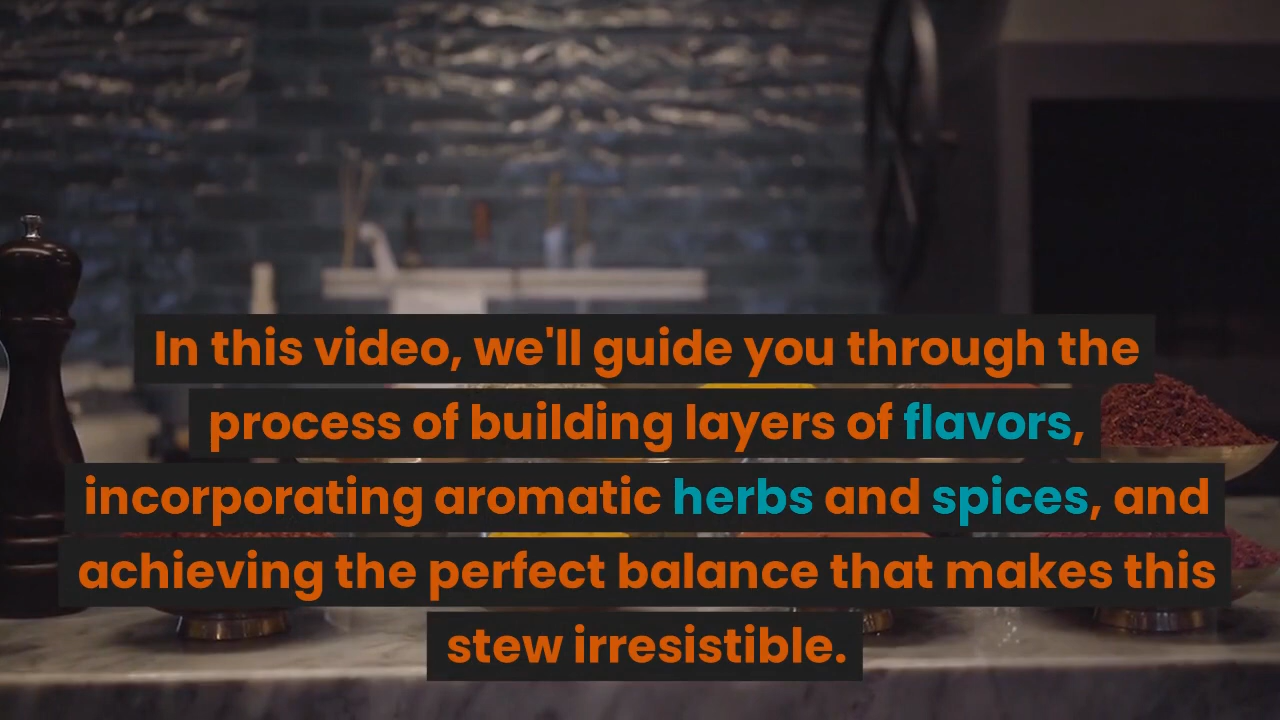 In this video, we'll guide you through the
process of building layers of flavors,
incorporating aromatic herbs and spices, and
achieving the perfect balance that makes this
stew irresistible.